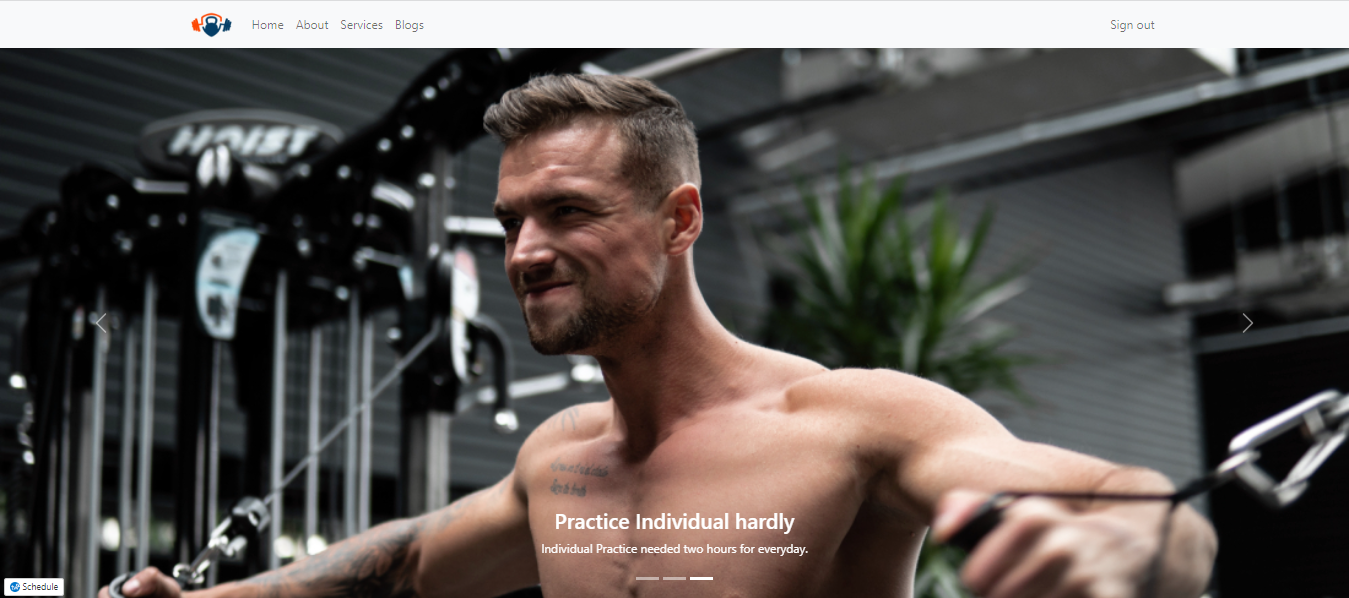 Home About Services Blogs Sign out
HOIST
Practice Individual hardly
Individual Practice needed two hours for everyday.
Schedule